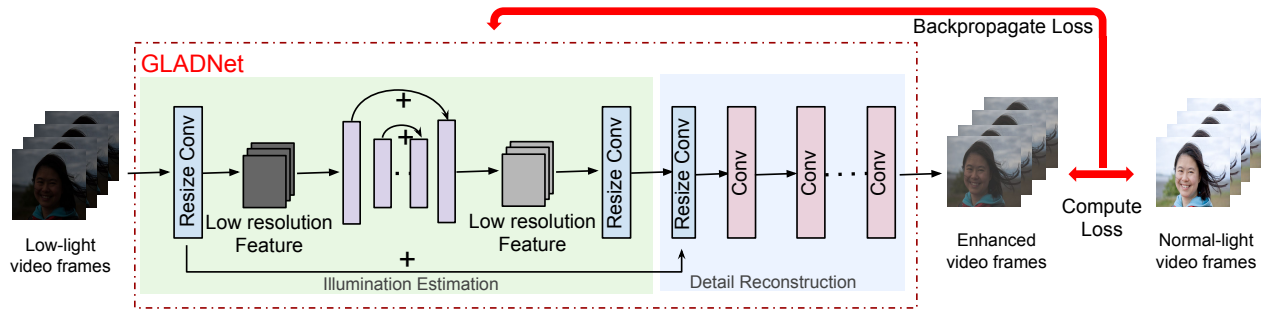 Backpropagate Loss
GLADNet
Resize Conv
Low resolution
Feature
+
+
Low resolution
Feature
Resize Conv
Resize Conv
Conv
Conv
Conv
+
Illumination Estimation
Detail Reconstruction
Low-light
video frames
Enhanced
video frames
Compute
Loss
Normal-light
video frames